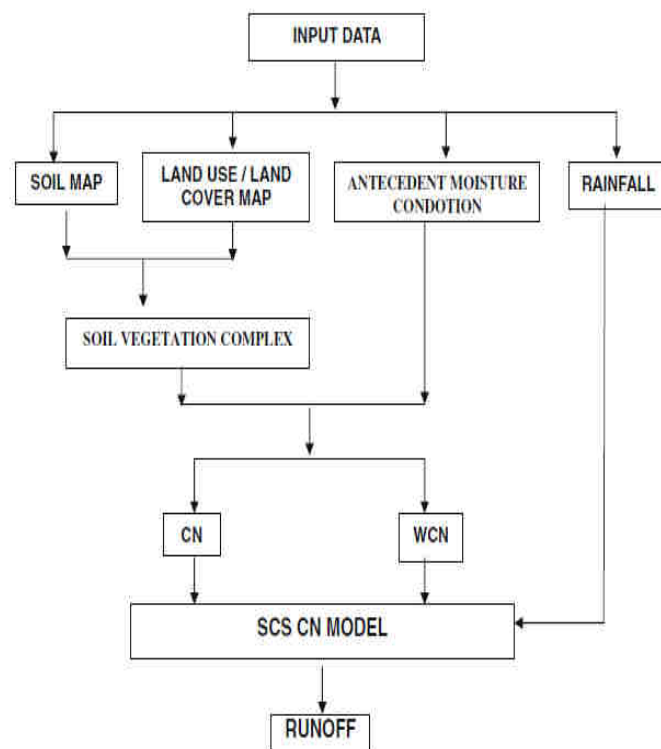 INPUT DATA
SOIL MAP
LAND USE / LAND
COVER MAP
ANTECEDENT MOISTURE
CONDOTION
RAINFALL
SOIL VEGETATION COMPLEX
CN
WCN
SCS CN MODEL
RUNOFF